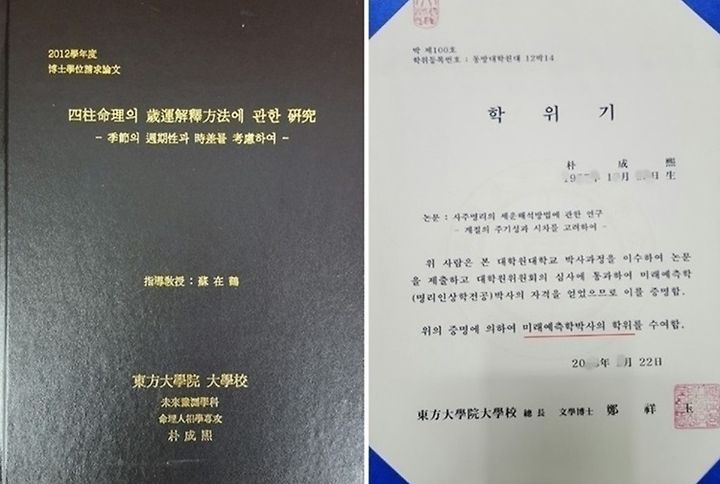 2012學年度
博士學位請求論文
四柱命理의 歲運解釋方法에 관한 硏究
- 季節의 週期性과 時差를 考慮하여 -
指導敎授 : 蘇在鶴
東方大學院 大學校
未來豫測學科
命理人相學專攻
朴成熙
박 제100호
학위등록번호 : 동방대학원대 12박14
학위기
朴成熙
生
논문 : 사주명리의 세운해석방법에 관한 연구
- 계절의 주기성과 시차를 고려하여 -
위 사람은 본 대학원대학교 박사과정을 이수하여 논문
을 제출하고 대학원위원회의 심사에 통과하여 미래예측학
(명리인상학전공)박사의 자격을 얻었으므로 이를 증명함.
위의 증명에 의하여 미래예측학박사의 학위를 수여함.
20 년 월 22日
東方大學院大學校 總長 文學博士 鄭祥玉